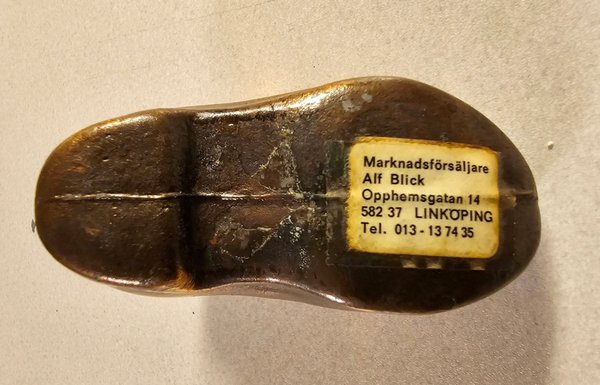 Marknadsförsäljare
Alf Blick
Opphemsgatan 14
582 37 LINKÖPING
Tel. 013 - 13 74 35